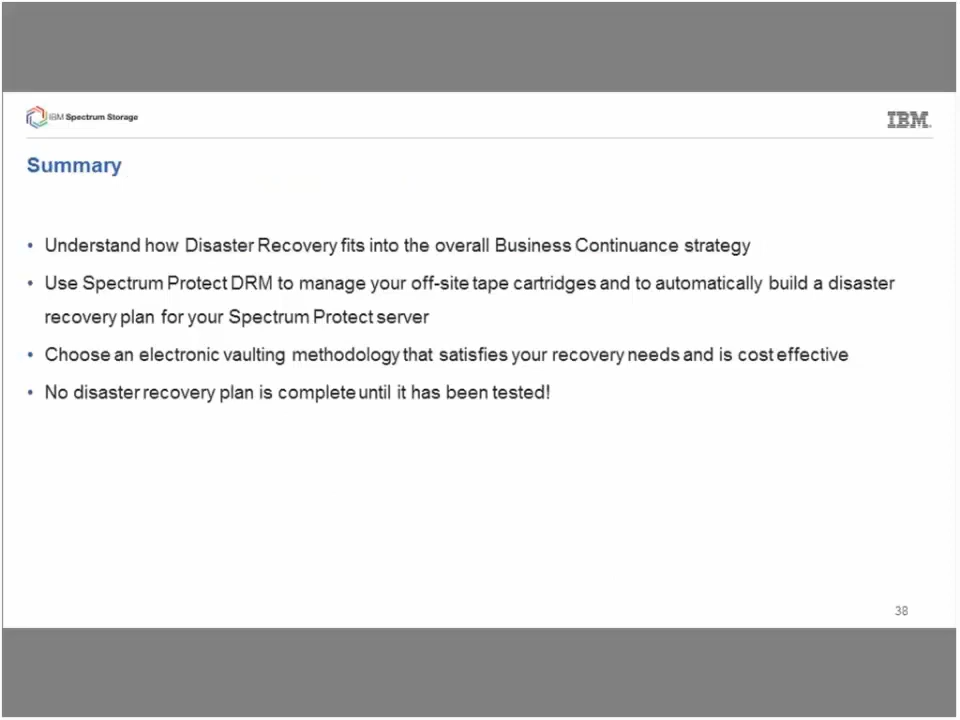 IBM Spectrum Storage
IBM
Summary
• Understand how Disaster Recovery fits into the overall Business Continuance strategy
• Use Spectrum Protect DRM to manage your off-site tape cartridges and to automatically build a disaster
recovery plan for your Spectrum Protect server
• Choose an electronic vaulting methodology that satisfies your recovery needs and is cost effective
• No disaster recovery plan is complete until it has been tested!
38